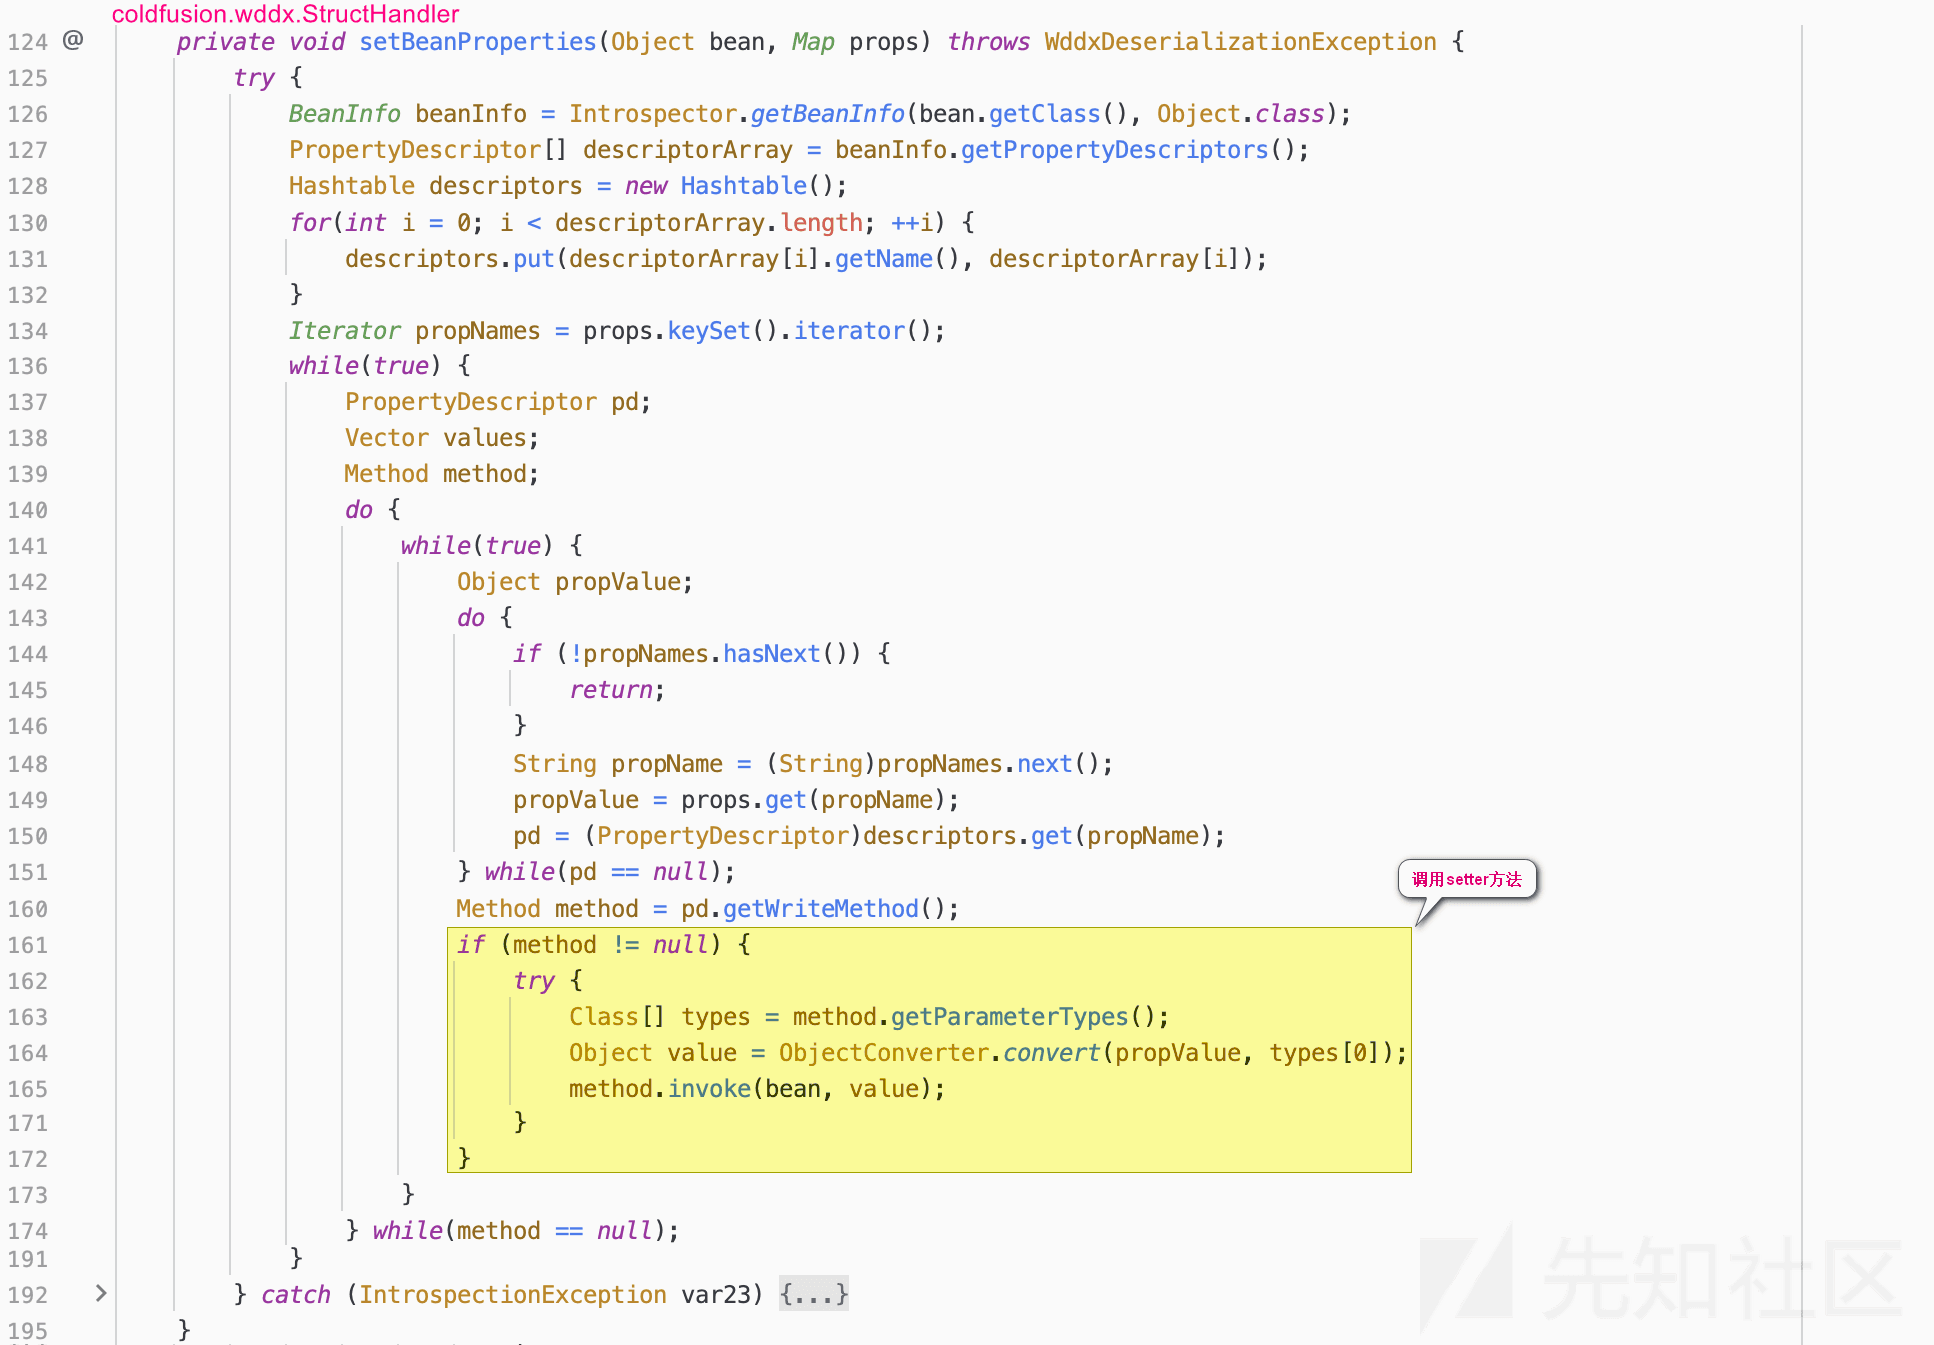 coldfusion.wddx.StructHandler
124 @ private void setBeanProperties(Object bean, Map props) throws WddxDeserializationException {
125 try {
126 BeanInfo beanInfo = Introspector.getBeanInfo(bean.getClass(), Object.class);
127 PropertyDescriptor[] descriptorArray = beanInfo.getPropertyDescriptors();
128 Hashtable descriptors = new Hashtable();
130 for(int i = 0; i < descriptorArray.length; ++i) {
131 descriptors.put(descriptorArray[i].getName(), descriptorArray[i]);
132 }
134 Iterator propNames = props.keySet().iterator();
136 while(true) {
137 PropertyDescriptor pd;
138 Vector values;
139 Method method;
140 do {
141 while(true) {
142 Object propValue;
143 do {
144 if (!propNames.hasNext()) {
145 return;
146 }
148 String propName = (String)propNames.next();
149 propValue = props.get(propName);
150 pd = (PropertyDescriptor)descriptors.get(propName);
151 } while(pd == null);
调用setter方法
160 Method method = pd.getWriteMethod();
161 if (method != null) {
162 try {
163 Class[] types = method.getParameterTypes();
164 Object value = ObjectConverter.convert(propValue, types[0]);
165 method.invoke(bean, value);
171 }
172 }
173 }
174 } while(method == null);
191 }
192 } catch (IntrospectionException var23) {...}
195 }
先知社区